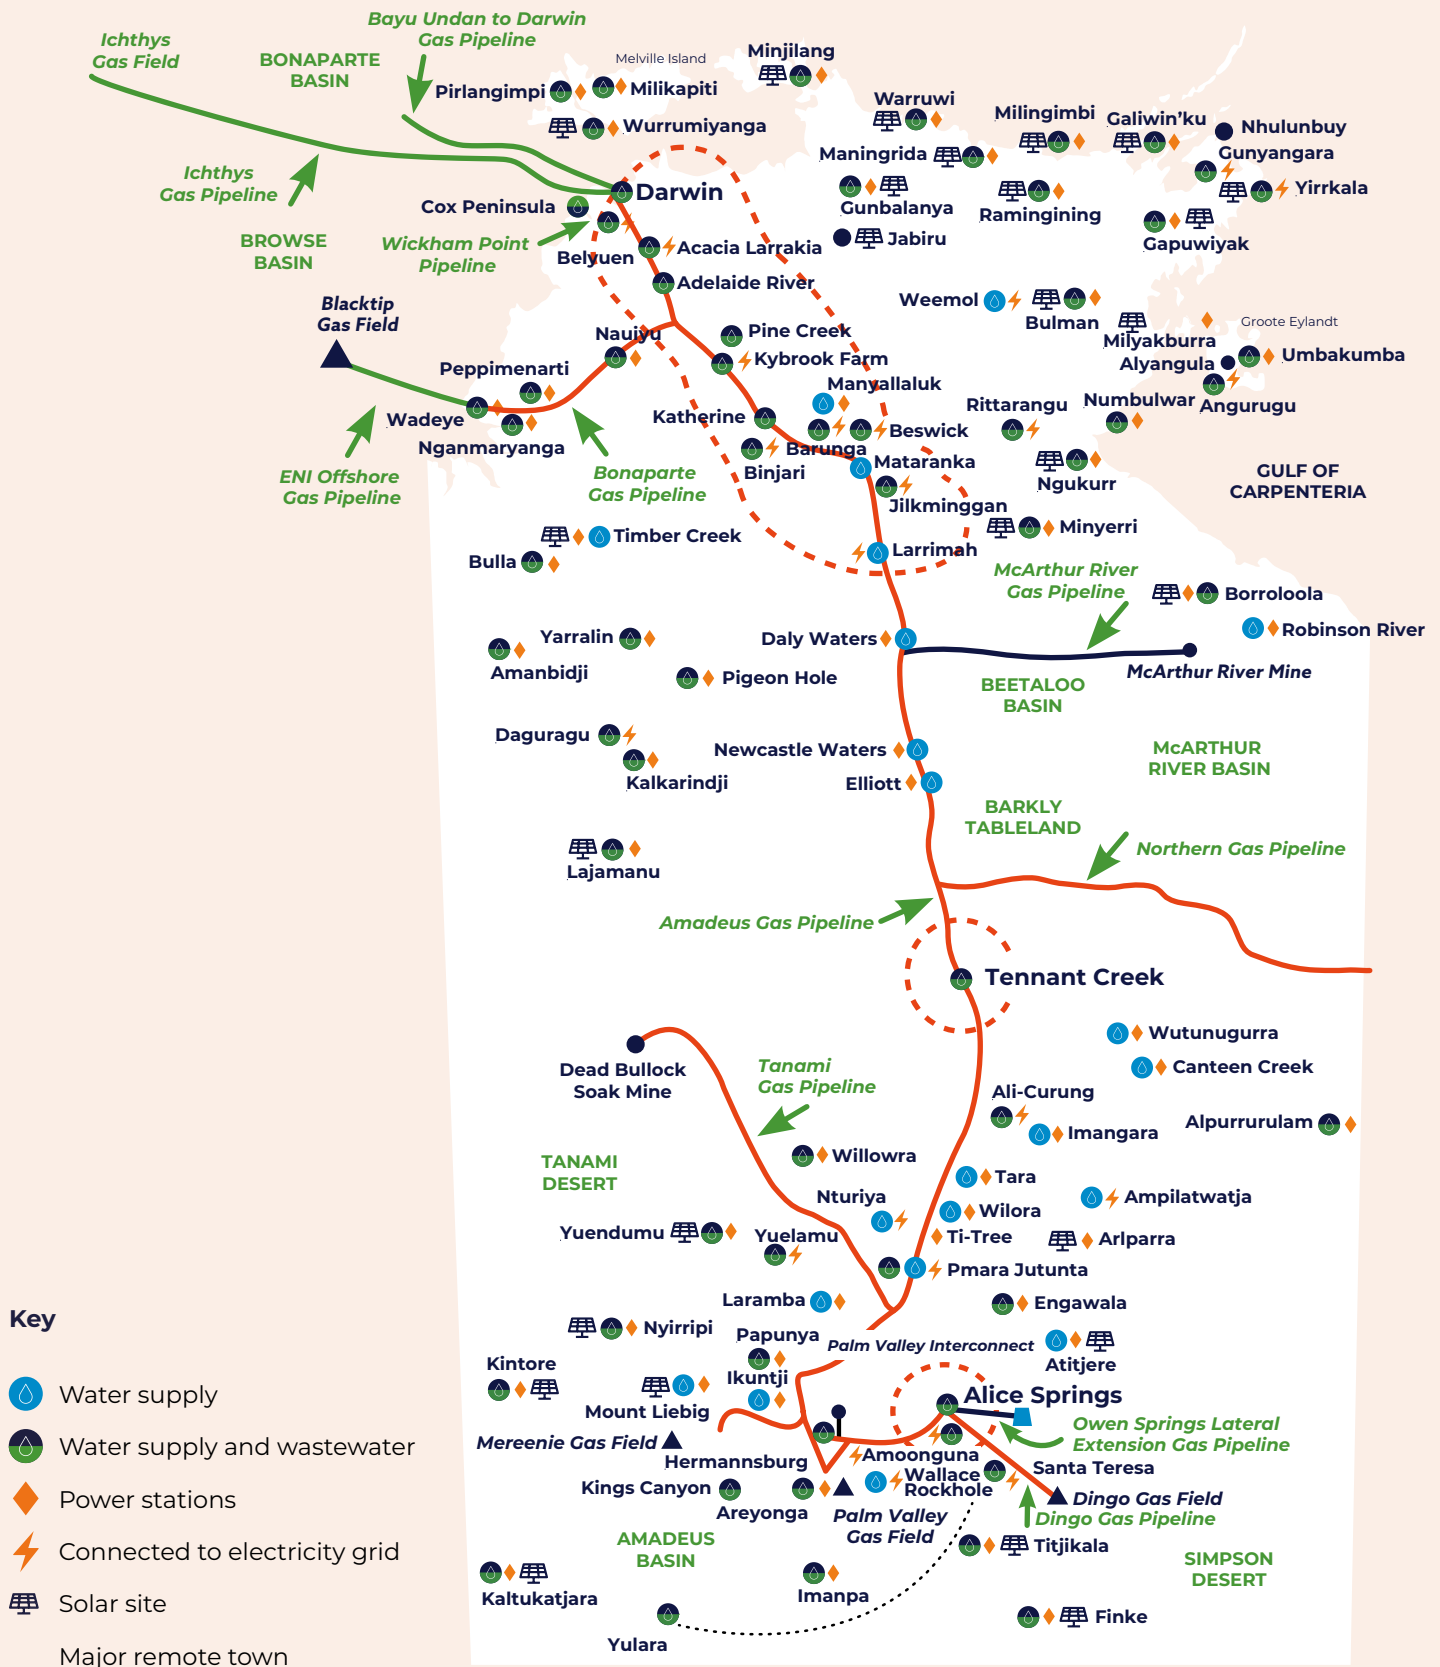 Bayu Undan to Darwin
Gas Pipeline
Ichthys
Gas Field
BONAPARTE
BASIN
Melville Island
Minjilang
Pirlangimpi
Milikapiti
Wurrumiyanga
Warruwi
Milingimbi
Galiwin’ku
Nhulunbuy
Gunyangara
Maningrida
Yirrkala
Ichthys
Gas Pipeline
Darwin
Cox Peninsula
Gunbalanya
Ramingining
Gapuwiyak
Jabiru
BROWSE
BASIN
Wickham Point
Pipeline
Belyuen
Acacia Larrakia
Adelaide River
Weemol
Bulman
Blacktip
Gas Field
Nauiyu
Pine Creek
Kybrook Farm
Milyakburra
Groote Eylandt
Alyangula
Umbakumba
Angurugu
Peppimenarti
Wadeye
Nganmaryanga
Manyallaluk
Katherine
Barunga
Beswick
Binjari
Rittarangu
Numbulwar
Mataranka
Jilkminggan
Ngukurr
GULF OF
CARPENTERIA
ENI Offshore
Gas Pipeline
Bonaparte
Gas Pipeline
Timber Creek
Bulla
Larrimah
Minyerri
McArthur River
Gas Pipeline
Borroloola
Robinson River
Yarralin
Amanbidji
Daly Waters
McArthur River Mine
Pigeon Hole
BEETALOO
BASIN
Daguragu
Kalkarindji
Newcastle Waters
Elliott
McARTHUR
RIVER BASIN
BARKLY
TABLELAND
Lajamanu
Northern Gas Pipeline
Amadeus Gas Pipeline
Tennant Creek
Wutunugurra
Canteen Creek
Dead Bullock
Soak Mine
Tanami
Gas Pipeline
Ali-Curung
Imangara
Alpurrurulam
Willowra
TANAMI
DESERT
Tara
Nturiya
Wilora
Ampilatwatja
Yuendumu
Yuelamu
Ti-Tree
Arlparra
Pmara Jutunta
Laramba
Engawala
Nyirripi
Papunya
Palm Valley Interconnect
Atitjere
Kintore
Ikuntji
Mount Liebig
Alice Springs
Owen Springs Lateral
Extension Gas Pipeline
Mereenie Gas Field
Hermannsburg
Amoonguna
Santa Teresa
Wallace
Rockhole
Kings Canyon
Areyonga
Palm Valley
Gas Field
Dingo Gas Field
Dingo Gas Pipeline
AMADEUS
BASIN
Titjikala
SIMPSON
DESERT
Kaltukatjara
Imanpa
Finke
Yulara
Key
Water supply
Water supply and wastewater
Power stations
Connected to electricity grid
Solar site
Major remote town